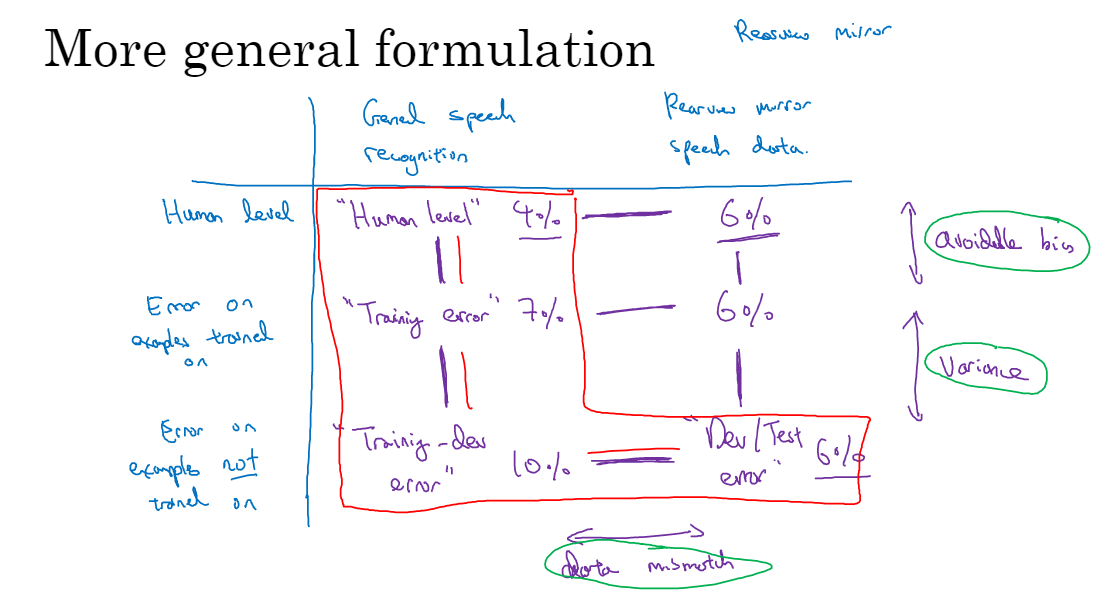 More general formulation
Rearview mirror
General speech
recognition
Rearview mirror
speech data.
Human level
"Human level" 4%
6%
avoidable bias
Error on
examples trained
on
"Training error" 7%
6%
Variance
Error on
examples not
trained on
"Training-dev
error" 10%
"Dev/Test
error" 6%
data mismatch